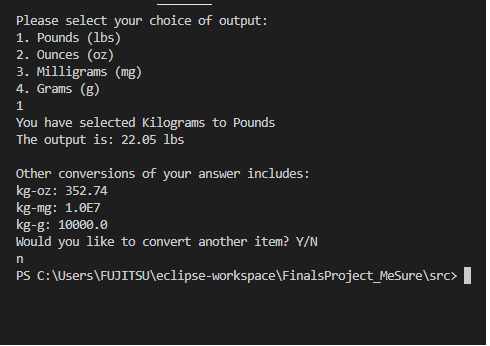 Please select your choice of output:
1. Pounds (lbs)
2. Ounces (oz)
3. Milligrams (mg)
4. Grams (g)
1
You have selected Kilograms to Pounds
The output is: 22.05 lbs
Other conversions of your answer includes:
kg-oz: 352.74
kg-mg: 1.0E7
kg-g: 10000.0
Would you like to convert another item? Y/N
n
PS C:\Users\FUJITSU\eclipse-workspace\FinalsProject_MeSure\src>